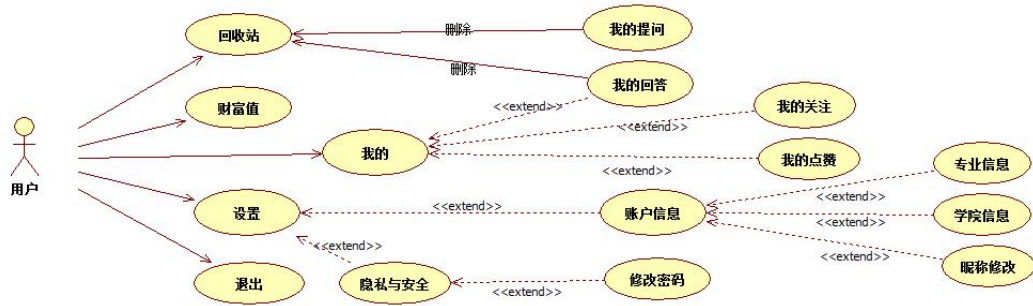 回收站
删除
我的提问
删除
我的回答
财富值
<<extend>>
我的关注
<<extend>>
我的
我的点赞
<<extend>>
专业信息
用户
<<extend>>
设置
<<extend>>
账户信息
学院信息
<<extend>>
<<extend>>
<<extend>>
昵称修改
退出
隐私与安全
<<extend>>
修改密码